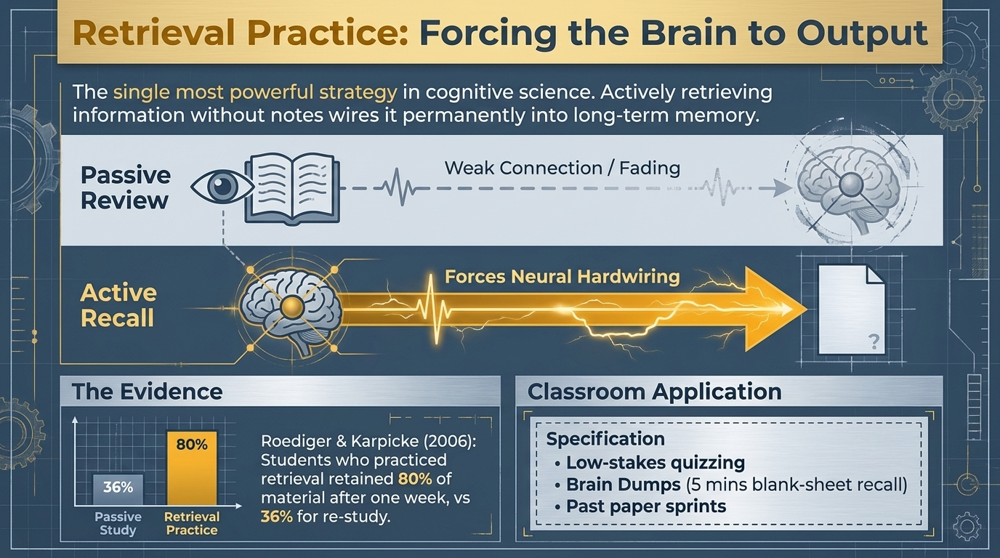 Retrieval Practice: Forcing the Brain to Output
The single most powerful strategy in cognitive science. Actively retrieving
information without notes wires it permanently into long-term memory.
Passive
Review
Weak Connection / Fading
Active
Recall
Forces Neural Hardwiring
?
The Evidence
36%
80%
Passive
Study
Retrieval
Practice
Roediger & Karpicke (2006):
Students who practiced
retrieval retained 80% of
material after one week, vs
36% for re-study.
Classroom Application
Specification
• Low-stakes quizzing
• Brain Dumps (5 mins blank-sheet recall)
• Past paper sprints